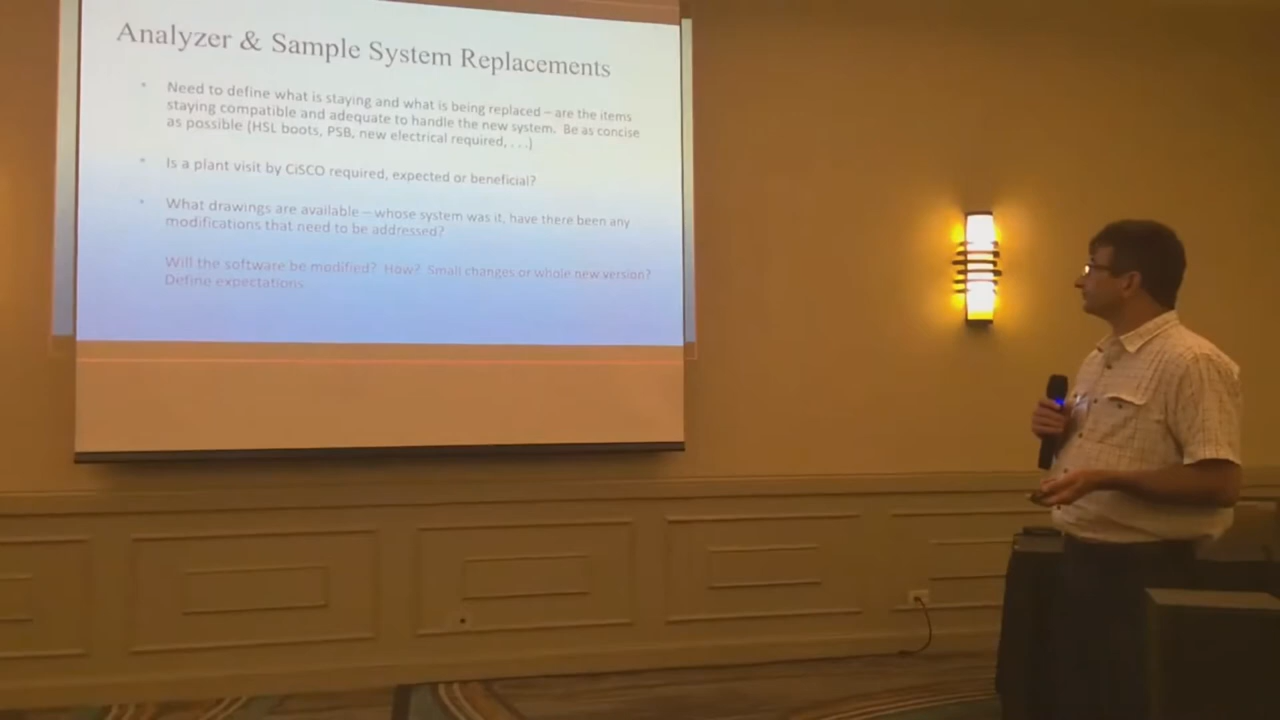 Analyzer & Sample System Replacements
Need to define what is staying and what is being replaced – are the items
staying compatible and adequate to handle the new system. Be as concise
as possible (HSL boots, PSB, new electrical required, . . .)
Is a plant visit by CiSCO required, expected or beneficial?
What drawings are available – whose system was it, have there been any
modifications that need to be addressed?
Will the software be modified? How? Small changes or whole new version?
Define expectations